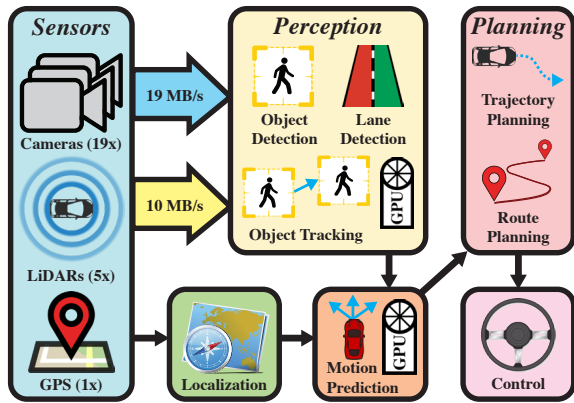 Sensors
Cameras (19x)
LiDARs (5x)
GPS (1x)
19 MB/s
10 MB/s
Perception
Object
Detection
Lane
Detection
Object Tracking
GPU
Localization
Motion
Prediction
GPU
Planning
Trajectory
Planning
Route
Planning
Control